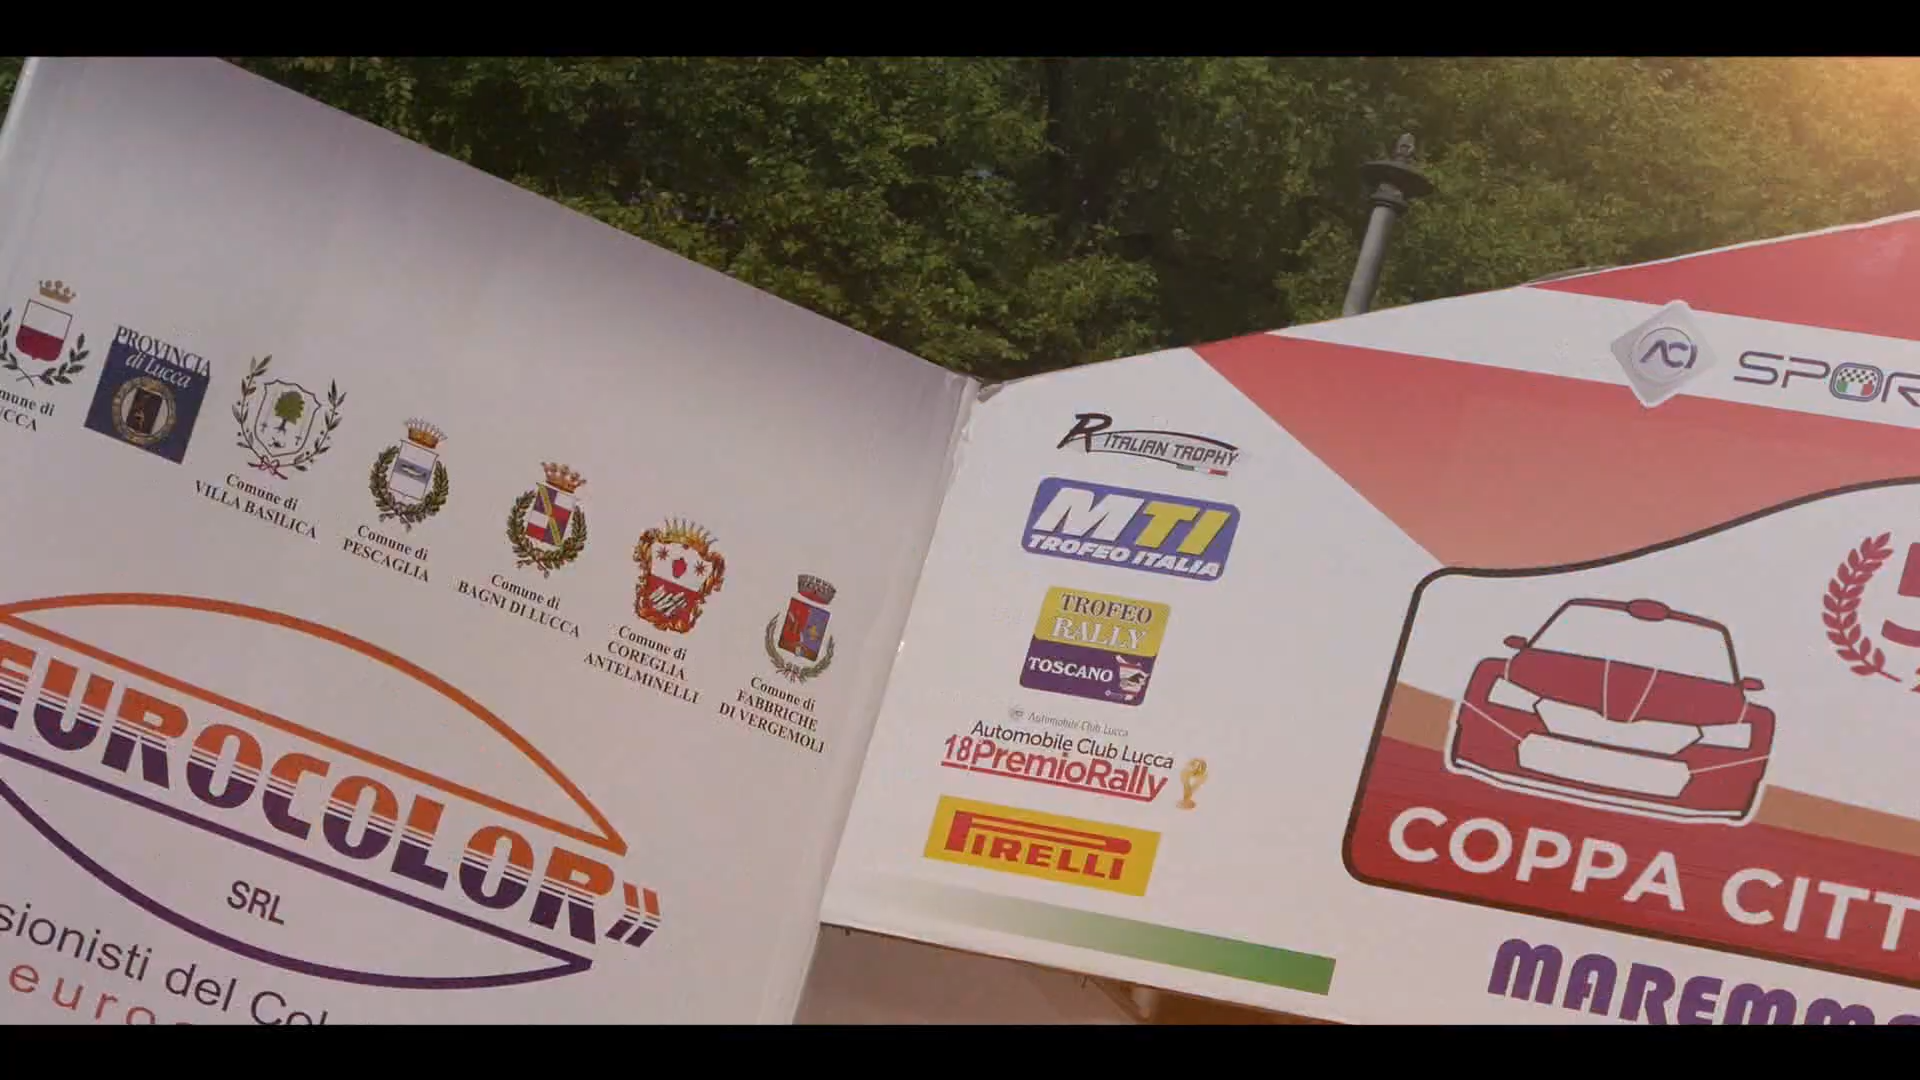 PROVINCIA
di Lucca
Comune di
VILLA BASILICA
Comune di
PESCAGLIA
Comune di
BAGNI DI LUCCA
Comune di
COREGLIA
ANTELMINELLI
Comune di
FABBRICHE
DI VERGEMOLI
mune di
UCCA
EUROCOLOR
SRL
sionisti del Col
euro
R ITALIAN TROPHY
MTI
TROFEO ITALIA
TROFEO
RALLY
TOSCANO
Automobile Club Lucca
Automobile Club Lucca
18PremioRally
PIRELLI
ACI
SPOR
5
COPPA CITT
MAREMM